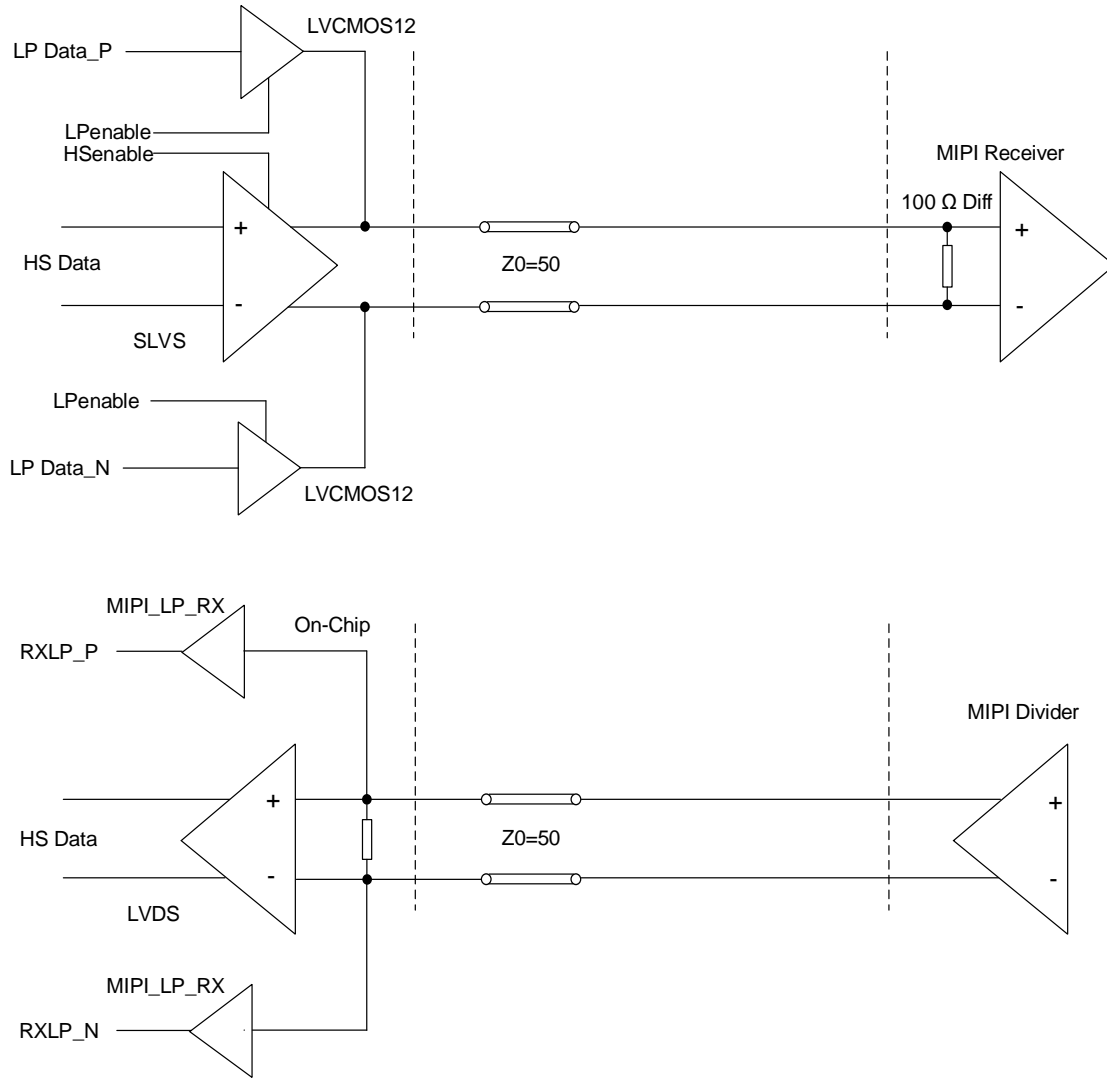 LVCMOS12
LP Data_P
LPenable
HSenable
MIPI Receiver
100 Ω Diff
+
+
HS Data
Z0=50
-
-
SLVS
LPenable
LP Data_N
LVCMOS12
MIPI_LP_RX
On-Chip
RXLP_P
MIPI Divider
+
+
HS Data
Z0=50
-
-
LVDS
MIPI_LP_RX
RXLP_N